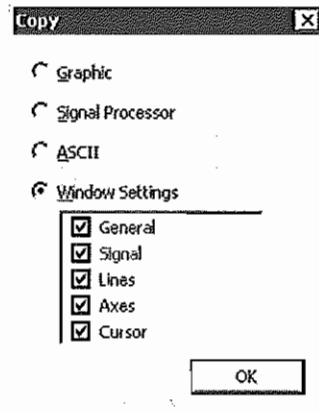 Copy
Graphic
Signal Processor
ASCII
Window Settings
General
Signal
Lines
Axes
Cursor
OK